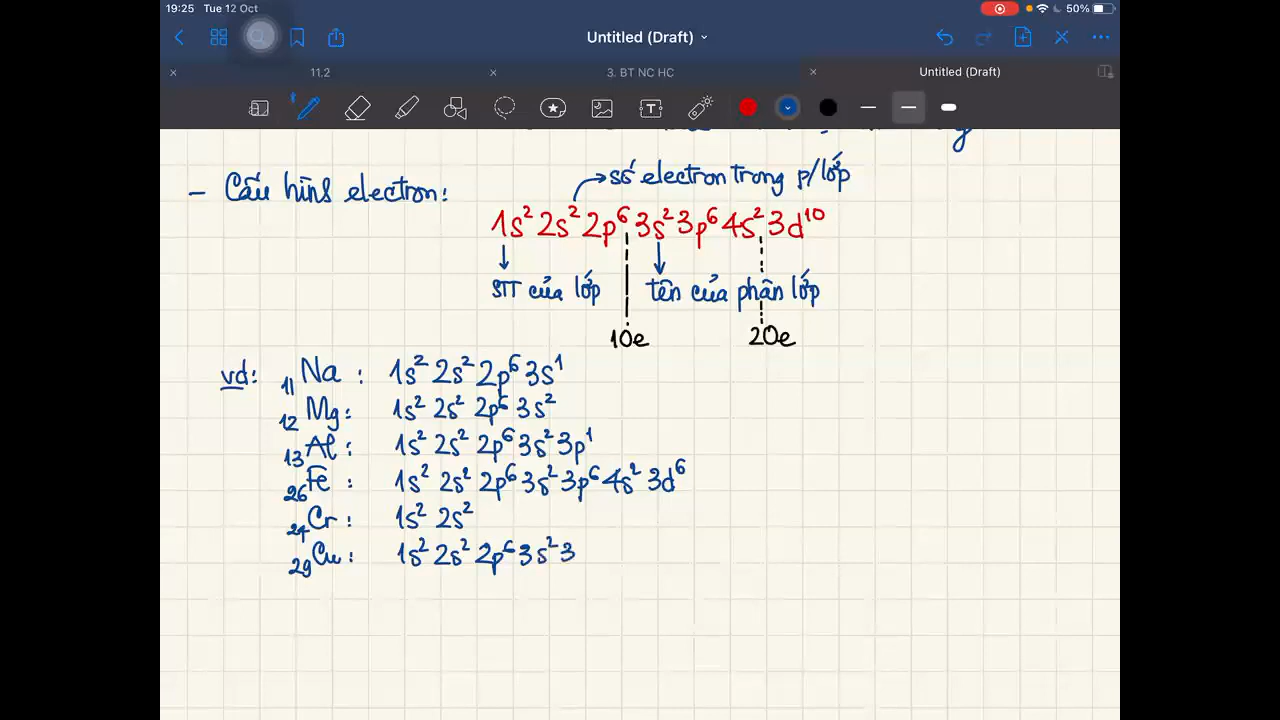 19:25 Tue 12 Oct 50%
Untitled (Draft)
11.2 3. BT NC HC Untitled (Draft)
số electron trong p/lớp
- Cấu hình electron:
1s² 2s² 2p⁶ 3s² 3p⁶ 4s² 3d¹⁰
STT của lớp tên của phân lớp
10e 20e
vd: ₁₁Na : 1s² 2s² 2p⁶ 3s¹
₁₂Mg: 1s² 2s² 2p⁶ 3s²
₁₃Al: 1s² 2s² 2p⁶ 3s² 3p¹
₂₆Fe : 1s² 2s² 2p⁶ 3s² 3p⁶ 4s² 3d⁶
₂₄Cr: 1s² 2s²
₂₉Cu: 1s² 2s² 2p⁶ 3s² 3